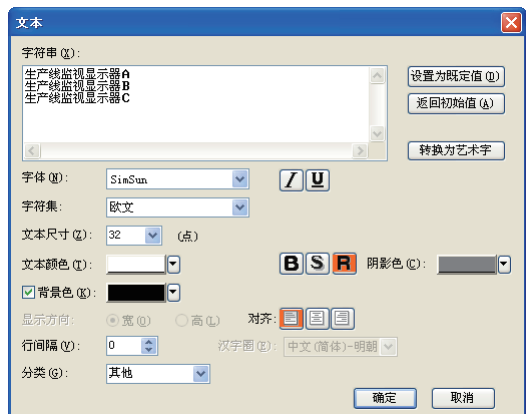 文本
字符串(X):
生产线监视显示器A
生产线监视显示器B
生产线监视显示器C
设置为既定值(D)
返回初始值(A)
转换为艺术字
字体(N): SimSun I U
字符集: 欧文
文本尺寸(Z): 32 (点)
文本颜色(T): B S R 阴影色(C):
背景色(K):
显示方向: 宽(O) 高(L) 对齐:
行间隔(V): 0 汉字圈(E): 中文(简体)-明朝
分类(G): 其他
确定 取消